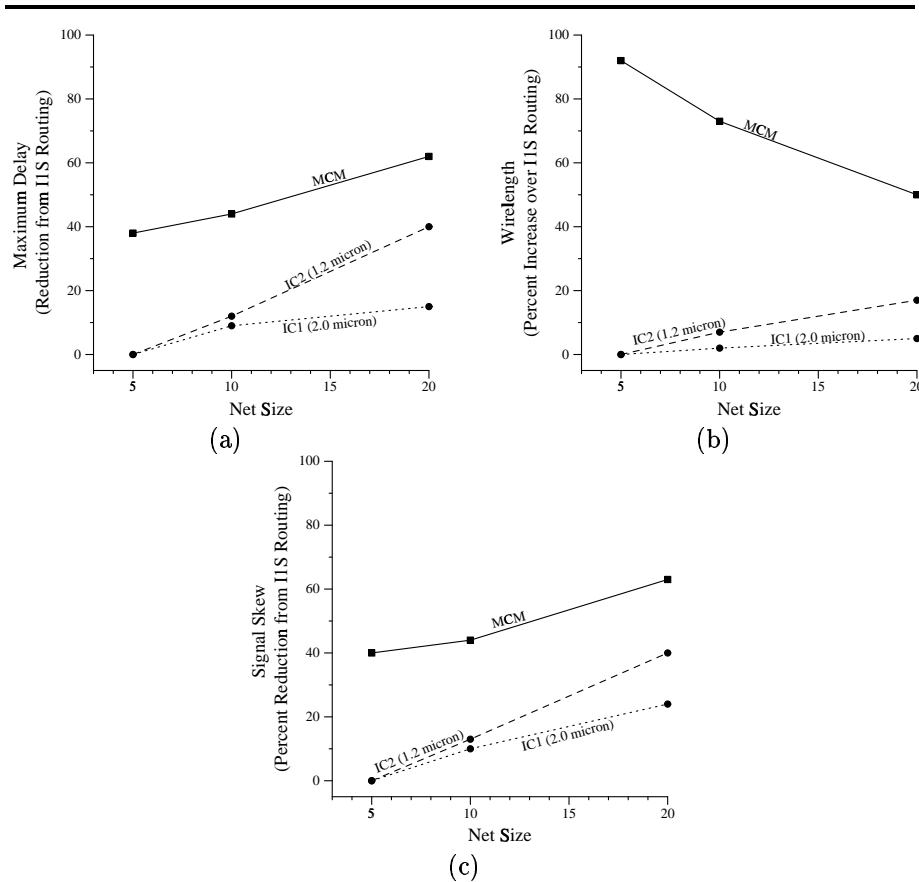 100
80
60
40
20
0
5
10
15
20
Maximum Delay
(Reduction from I1S Routing)
MCM
IC2 (1.2 micron)
IC1 (2.0 micron)
Net Size
(a)
100
80
60
40
20
0
5
10
15
20
Wirelength
(Percent Increase over I1S Routing)
MCM
IC2 (1.2 micron)
IC1 (2.0 micron)
Net Size
(b)
100
80
60
40
20
0
5
10
15
20
Signal Skew
(Percent Reduction from I1S Routing)
MCM
IC2 (1.2 micron)
IC1 (2.0 micron)
Net Size
(c)